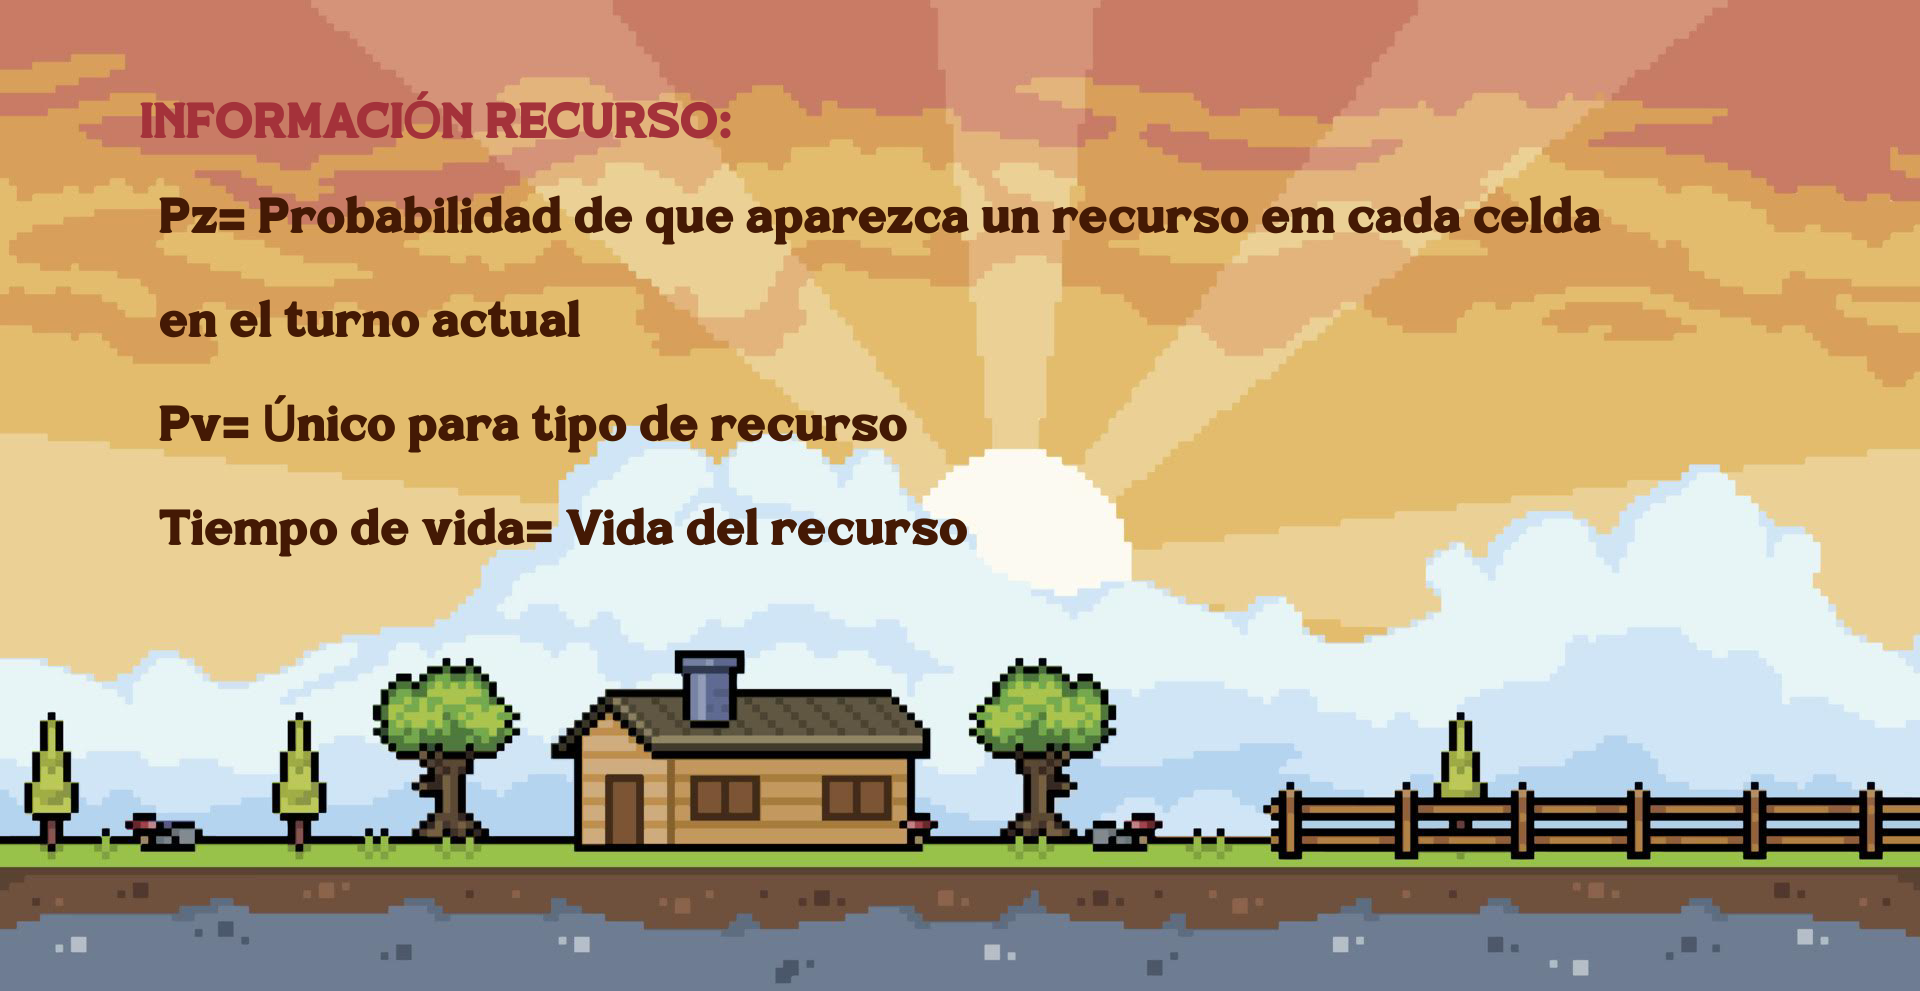 INFORMACIÓN RECURSO:
Pz= Probabilidad de que aparezca un recurso em cada celda
en el turno actual
Pv= Único para tipo de recurso
Tiempo de vida= Vida del recurso